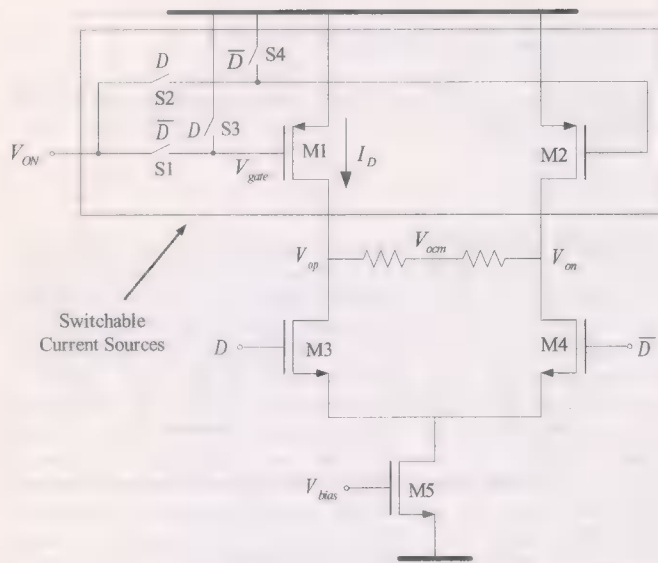 D̅ S4
D
S2
D S3
D̅
V_ON
S1
V_gate
M1
I_D
M2
V_op
V_ocm
V_on
Switchable
Current Sources
D
M3
M4
D̅
V_bias
M5